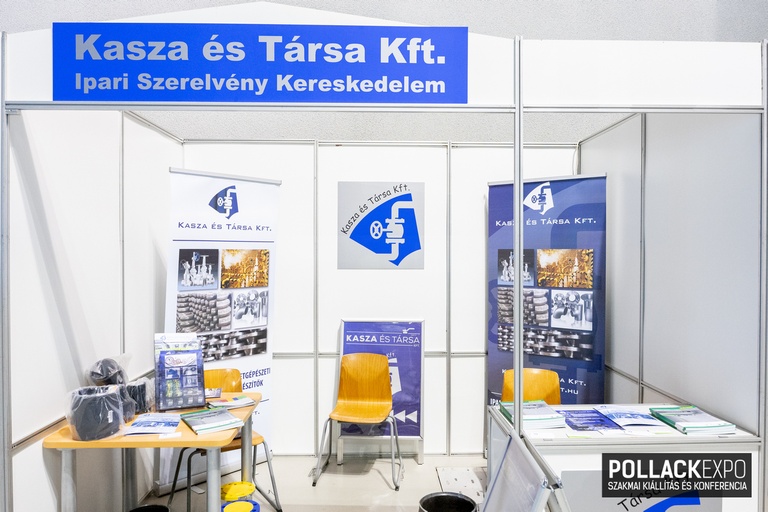 Kasza és Társa Kft.
Ipari Szerelvény Kereskedelem
KASZA ÉS TÁRSA KFT.
Kasza és Társa Kft.
KASZA ÉS TÁRSA KFT.
KASZA ÉS TÁRSA
KFT.
POLLACKEXPO
SZAKMAI KIÁLLÍTÁS ÉS KONFERENCIA